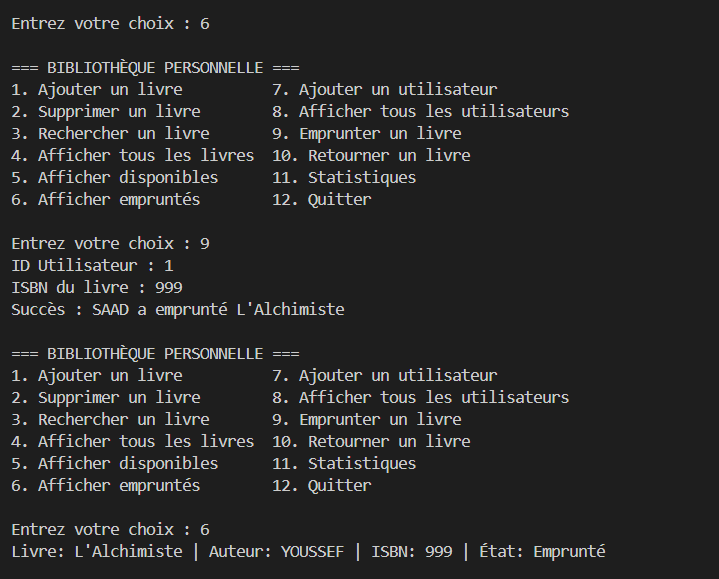 Entrez votre choix : 6
=== BIBLIOTHÈQUE PERSONNELLE ===
1. Ajouter un livre          7. Ajouter un utilisateur
2. Supprimer un livre        8. Afficher tous les utilisateurs
3. Rechercher un livre       9. Emprunter un livre
4. Afficher tous les livres  10. Retourner un livre
5. Afficher disponibles      11. Statistiques
6. Afficher empruntés        12. Quitter
Entrez votre choix : 9
ID Utilisateur : 1
ISBN du livre : 999
Succès : SAAD a emprunté L'Alchimiste
=== BIBLIOTHÈQUE PERSONNELLE ===
1. Ajouter un livre          7. Ajouter un utilisateur
2. Supprimer un livre        8. Afficher tous les utilisateurs
3. Rechercher un livre       9. Emprunter un livre
4. Afficher tous les livres  10. Retourner un livre
5. Afficher disponibles      11. Statistiques
6. Afficher empruntés        12. Quitter
Entrez votre choix : 6
Livre: L'Alchimiste | Auteur: YOUSSEF | ISBN: 999 | État: Emprunté